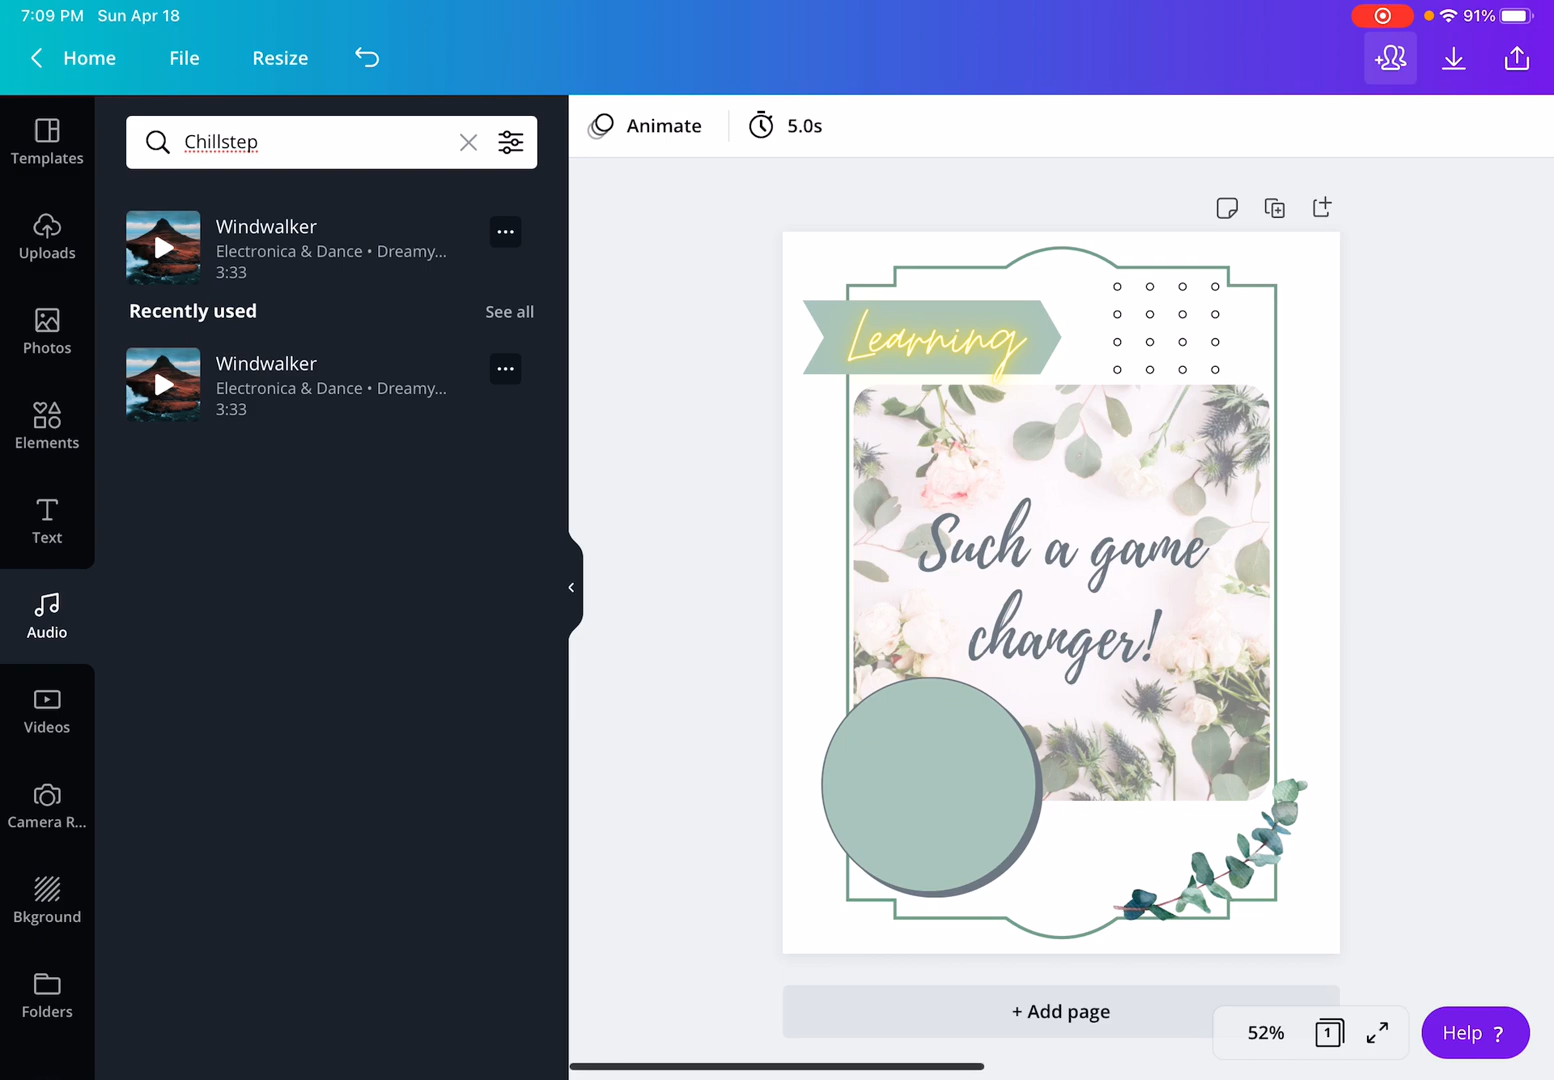 7:09 PM Sun Apr 18
91%
Home File Resize
Templates
Uploads
Photos
Elements
Text
Audio
Videos
Camera R...
Bkground
Folders
Chillstep
Windwalker
Electronica & Dance • Dreamy...
3:33
Recently used See all
Windwalker
Electronica & Dance • Dreamy...
3:33
Animate 5.0s
Learning
Such a game
changer!
+ Add page
52% 1
Help ?